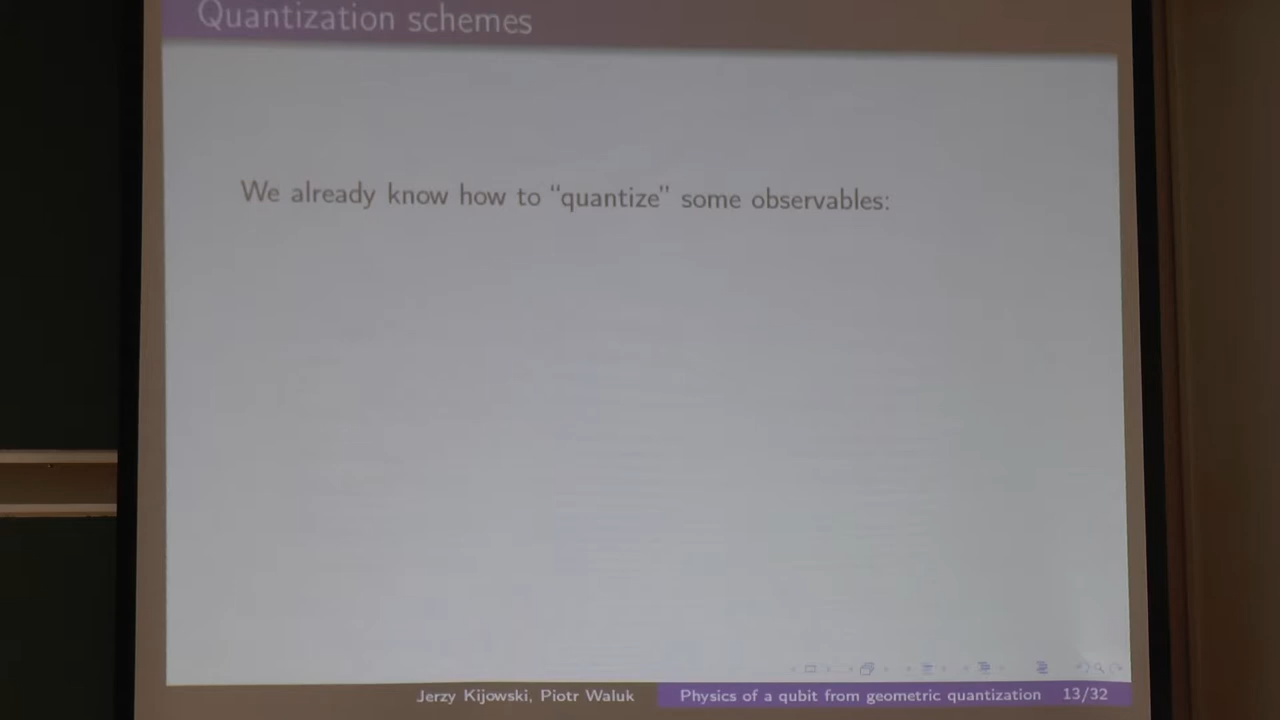 Quantization schemes
We already know how to “quantize” some observables:
Jerzy Kijowski, Piotr Waluk Physics of a qubit from geometric quantization 13/32